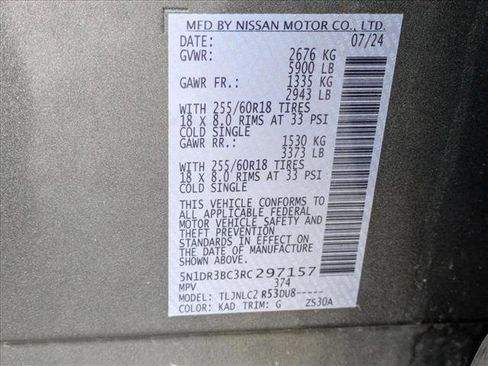 MFD BY NISSAN MOTOR CO., LTD.
DATE: 07/24
GVWR: 2676 KG
5900 LB
GAWR FR.: 1335 KG
2943 LB
WITH 255/60R18 TIRES
18 X 8.0 RIMS AT 33 PSI
COLD SINGLE
GAWR RR.: 1530 KG
3373 LB
WITH 255/60R18 TIRES
18 X 8.0 RIMS AT 33 PSI
COLD SINGLE
THIS VEHICLE CONFORMS TO
ALL APPLICABLE FEDERAL
MOTOR VEHICLE SAFETY AND
THEFT PREVENTION
STANDARDS IN EFFECT ON
THE DATE OF MANUFACTURE
SHOWN ABOVE.
5N1DR3BC3RC297157
MPV 374
MODEL: TLJNLC2 R53DU8-----
COLOR: KAD TRIM: G ZS30A